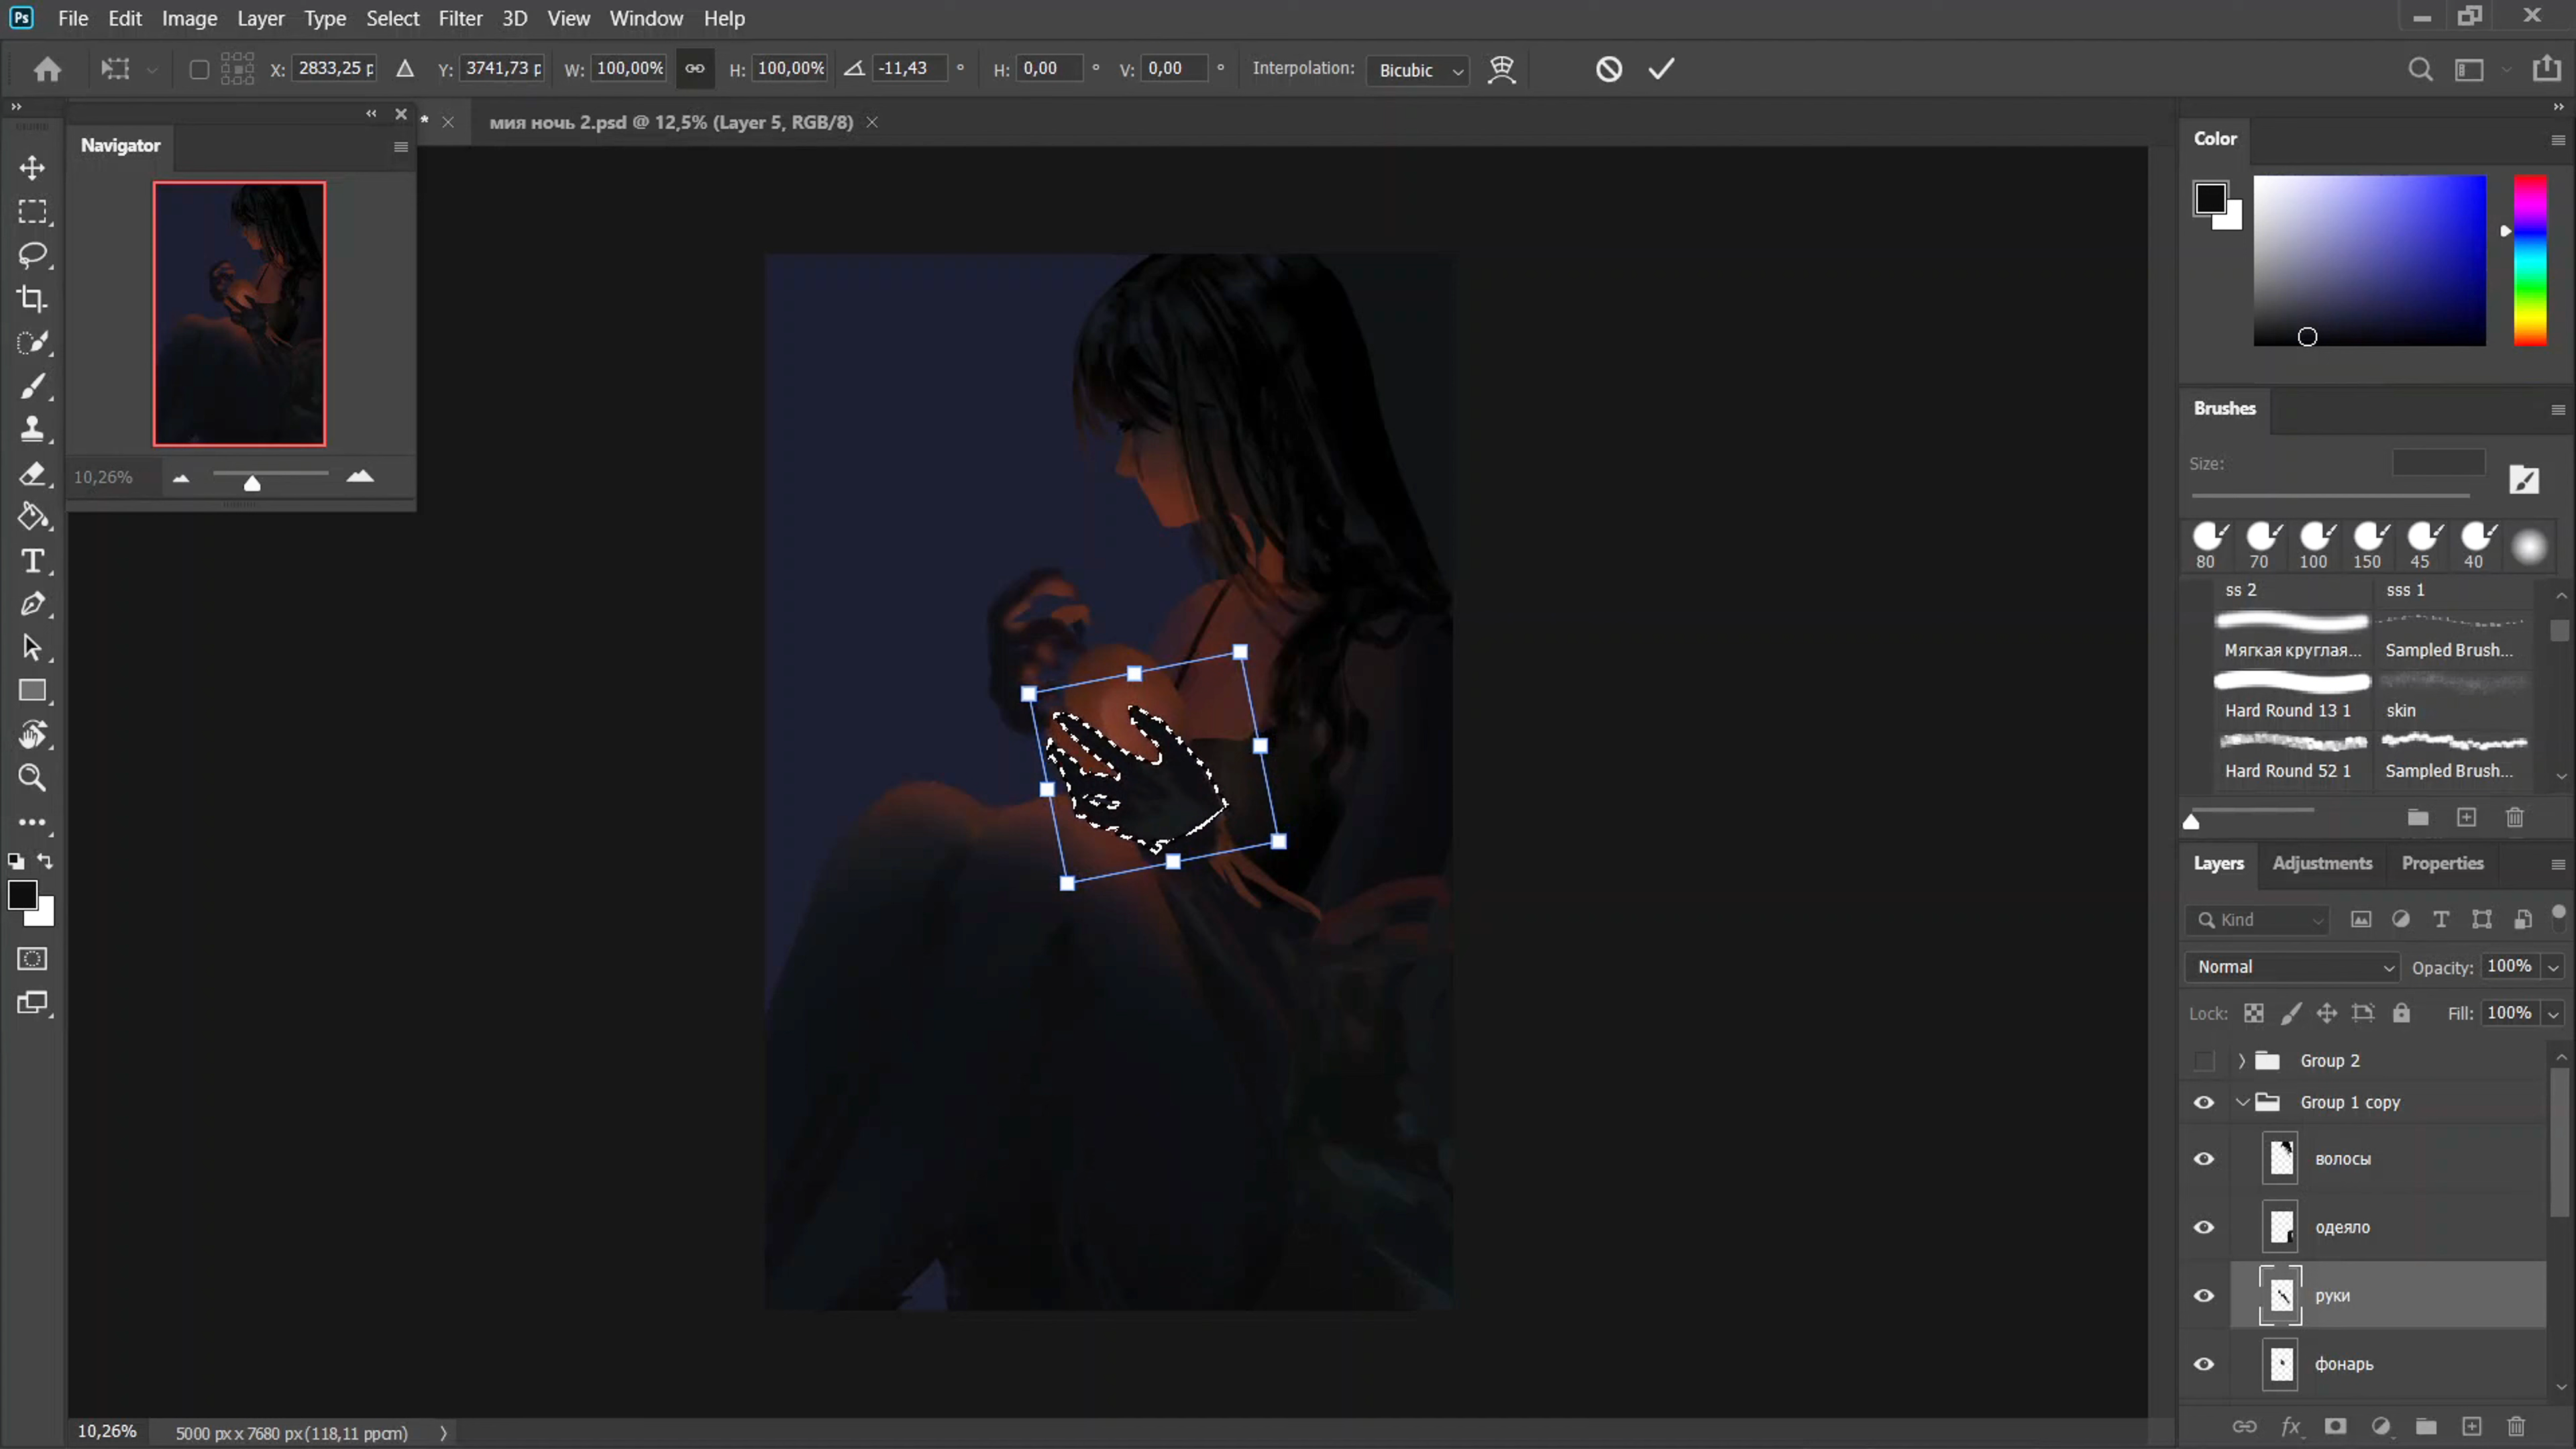 Ps File Edit Image Layer Type Select Filter 3D View Window Help
X: 2833,25 p Y: 3741,73 p W: 100,00% H: 100,00% -11,43 ° H: 0,00 ° V: 0,00 ° Interpolation: Bicubic
* мия ночь 2.psd @ 12,5% (Layer 5, RGB/8)
Navigator
10,26%
Color
Brushes
Size:
80 70 100 150 45 40
ss 2 sss 1
Мягкая круглая... Sampled Brush...
Hard Round 13 1 skin
Hard Round 52 1 Sampled Brush...
Layers Adjustments Properties
Kind
Normal Opacity: 100%
Lock: Fill: 100%
Group 2
Group 1 copy
волосы
одеяло
руки
фонарь
fx
10,26% 5000 px x 7680 px (118,11 ppcm)